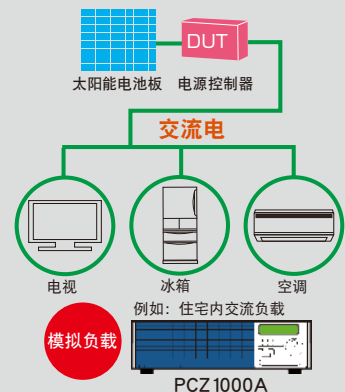 DUT
太阳能电池板 电源控制器
交流电
电视 冰箱 空调
例如：住宅内交流负载
模拟负载
PCZ1000A